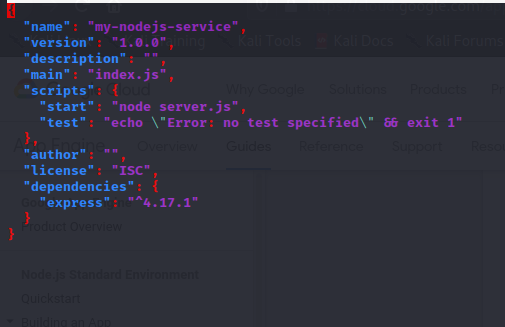 {
  "name": "my-nodejs-service",
  "version": "1.0.0",
  "description": "",
  "main": "index.js",
  "scripts": {
    "start": "node server.js",
    "test": "echo \"Error: no test specified\" && exit 1"
  },
  "author": "",
  "license": "ISC",
  "dependencies": {
    "express": "^4.17.1"
  }
}
google.com
Kali Tools Kali Docs Kali Forums
Cloud Why Google Solutions Products
Overview Guides Reference Support
Product Overview
Node.js Standard Environment
Quickstart
Building an App